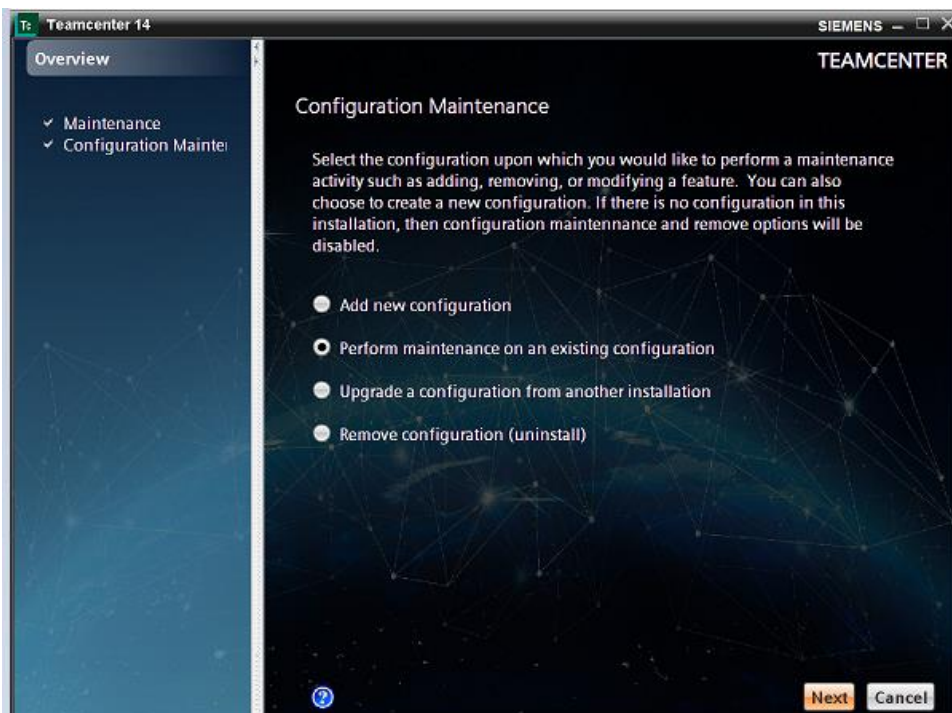 Teamcenter 14
SIEMENS
Overview
TEAMCENTER
Maintenance
Configuration Mainte
Configuration Maintenance
Select the configuration upon which you would like to perform a maintenance
activity such as adding, removing, or modifying a feature. You can also
choose to create a new configuration. If there is no configuration in this
installation, then configuration maintennance and remove options will be
disabled.
Add new configuration
Perform maintenance on an existing configuration
Upgrade a configuration from another installation
Remove configuration (uninstall)
Next
Cancel